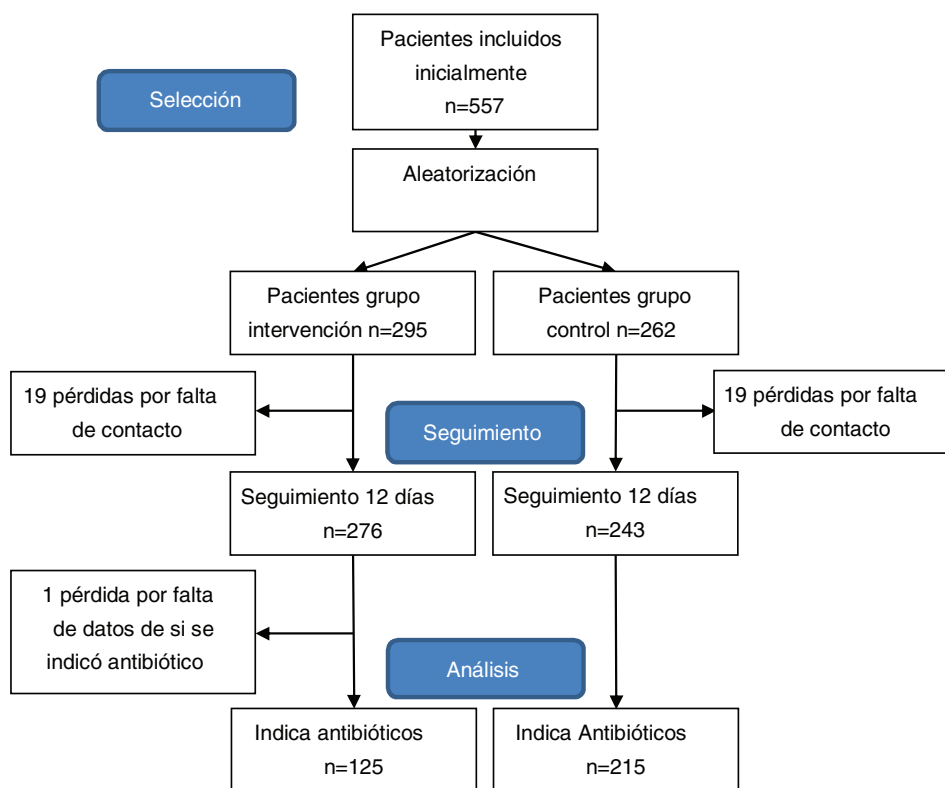 Pacientes incluidos
inicialmente
n=557
Selección
Aleatorización
Pacientes grupo
intervención n=295
Pacientes grupo
control n=262
19 pérdidas por falta
de contacto
19 pérdidas por falta
de contacto
Seguimiento
Seguimiento 12 días
n=276
Seguimiento 12 días
n=243
1 pérdida por falta
de datos de si se
indicó antibiótico
Análisis
Indica antibióticos
n=125
Indica Antibióticos
n=215